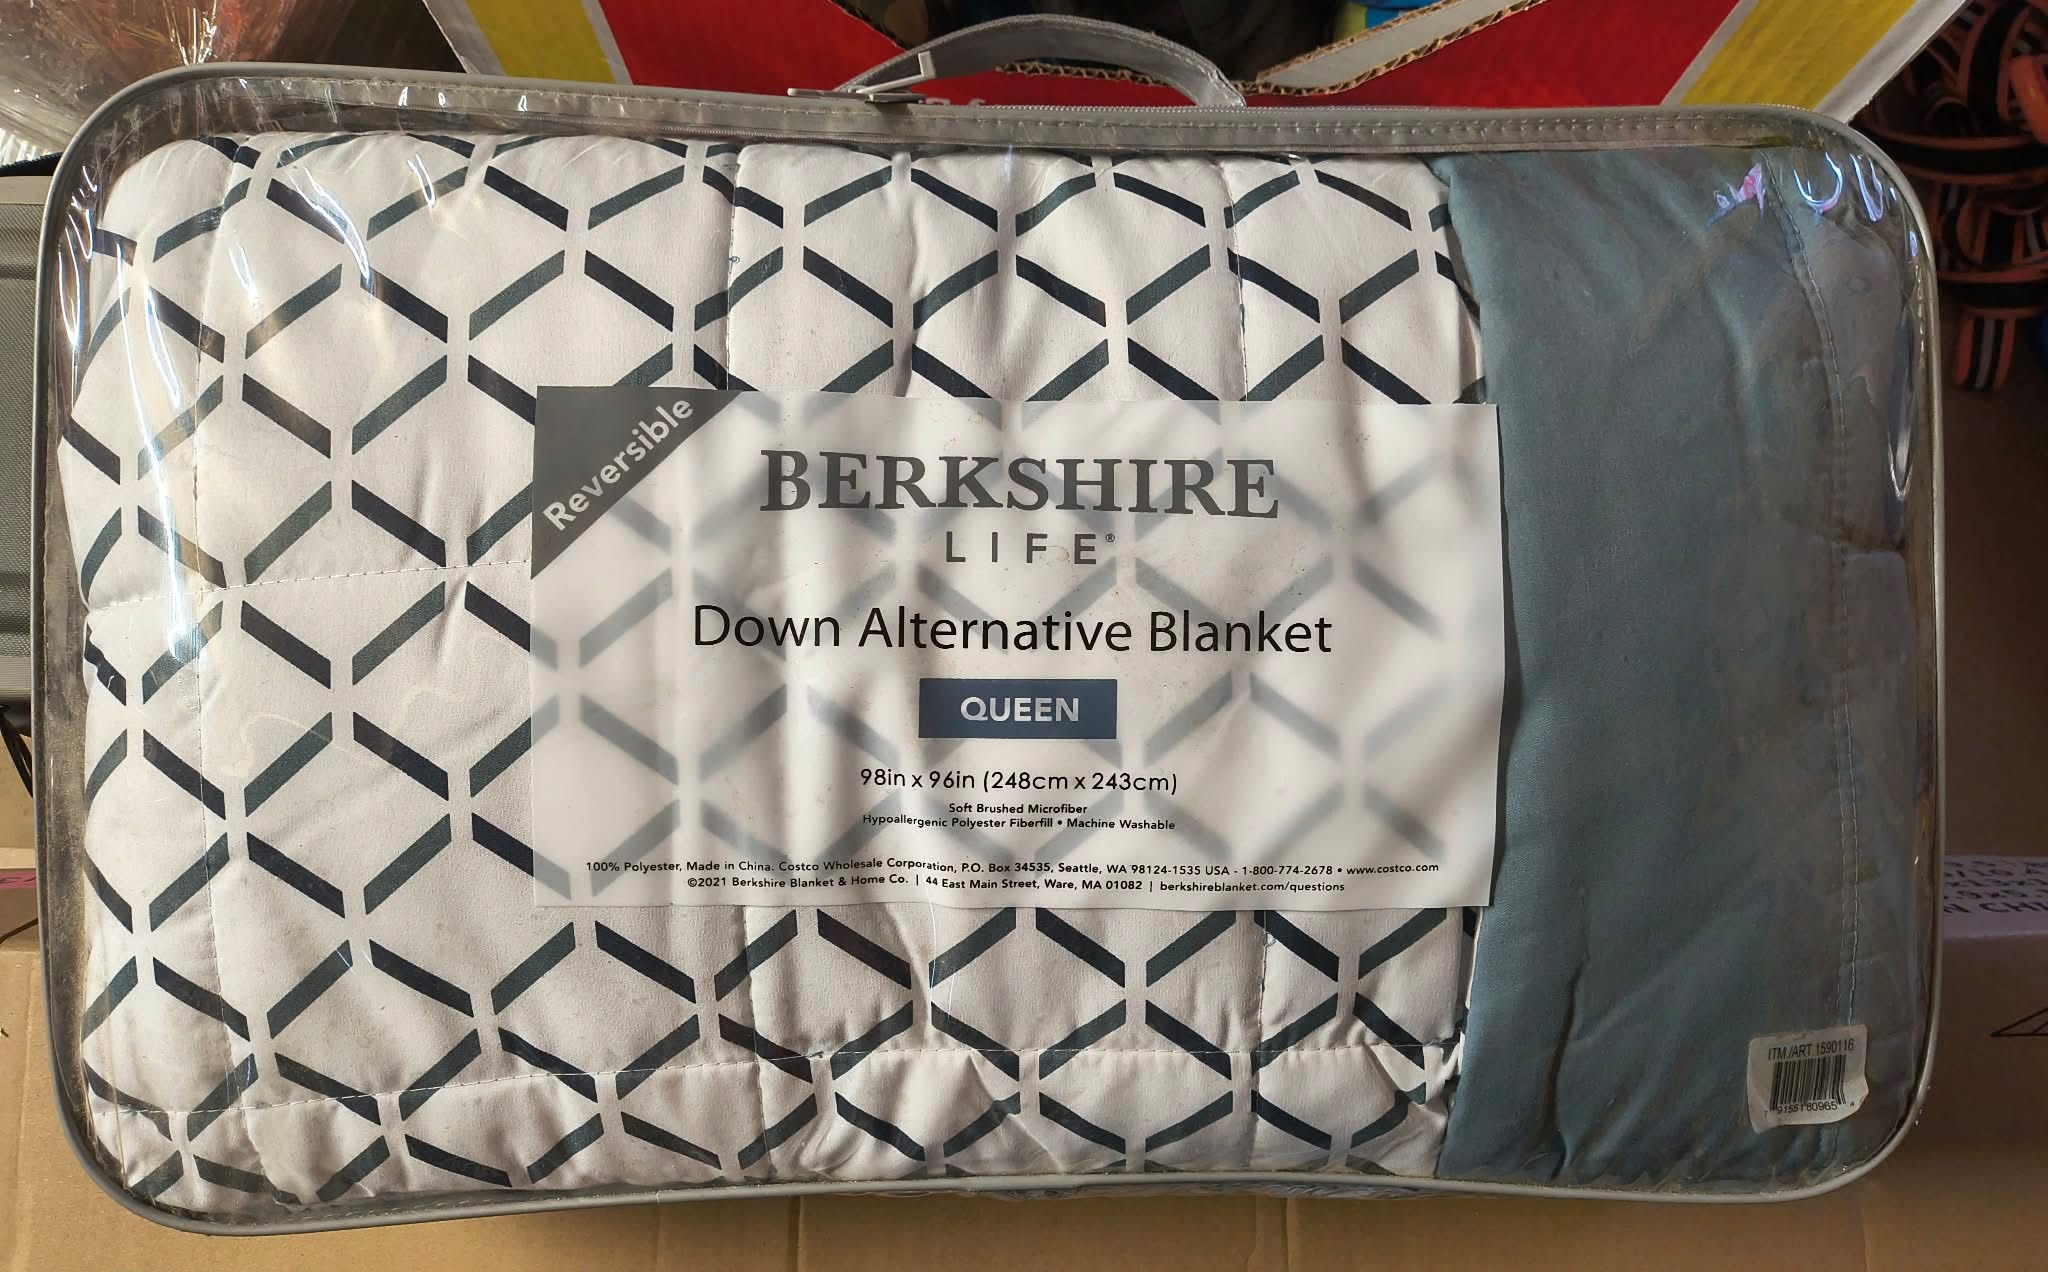 Reversible
BERKSHIRE
LIFE®
Down Alternative Blanket
QUEEN
98in x 96in (248cm x 243cm)
Soft Brushed Microfiber
Hypoallergenic Polyester Fiberfill • Machine Washable
100% Polyester, Made in China. Costco Wholesale Corporation, P.O. Box 34535, Seattle, WA 98124-1535 USA - 1-800-774-2678 • www.costco.com
©2021 Berkshire Blanket & Home Co. | 44 East Main Street, Ware, MA 01082 | berkshireblanket.com/questions
ITM./ART 1590116